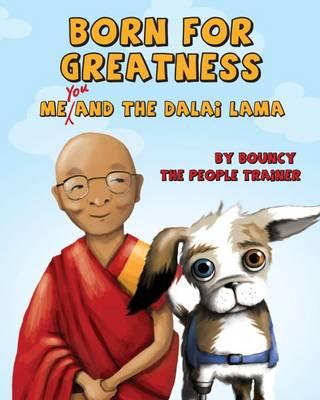 BORN FOR
GREATNESS
you
ME AND THE DALAi LAMA
BY BOUNCY
THE PEOPLE TRAiNER